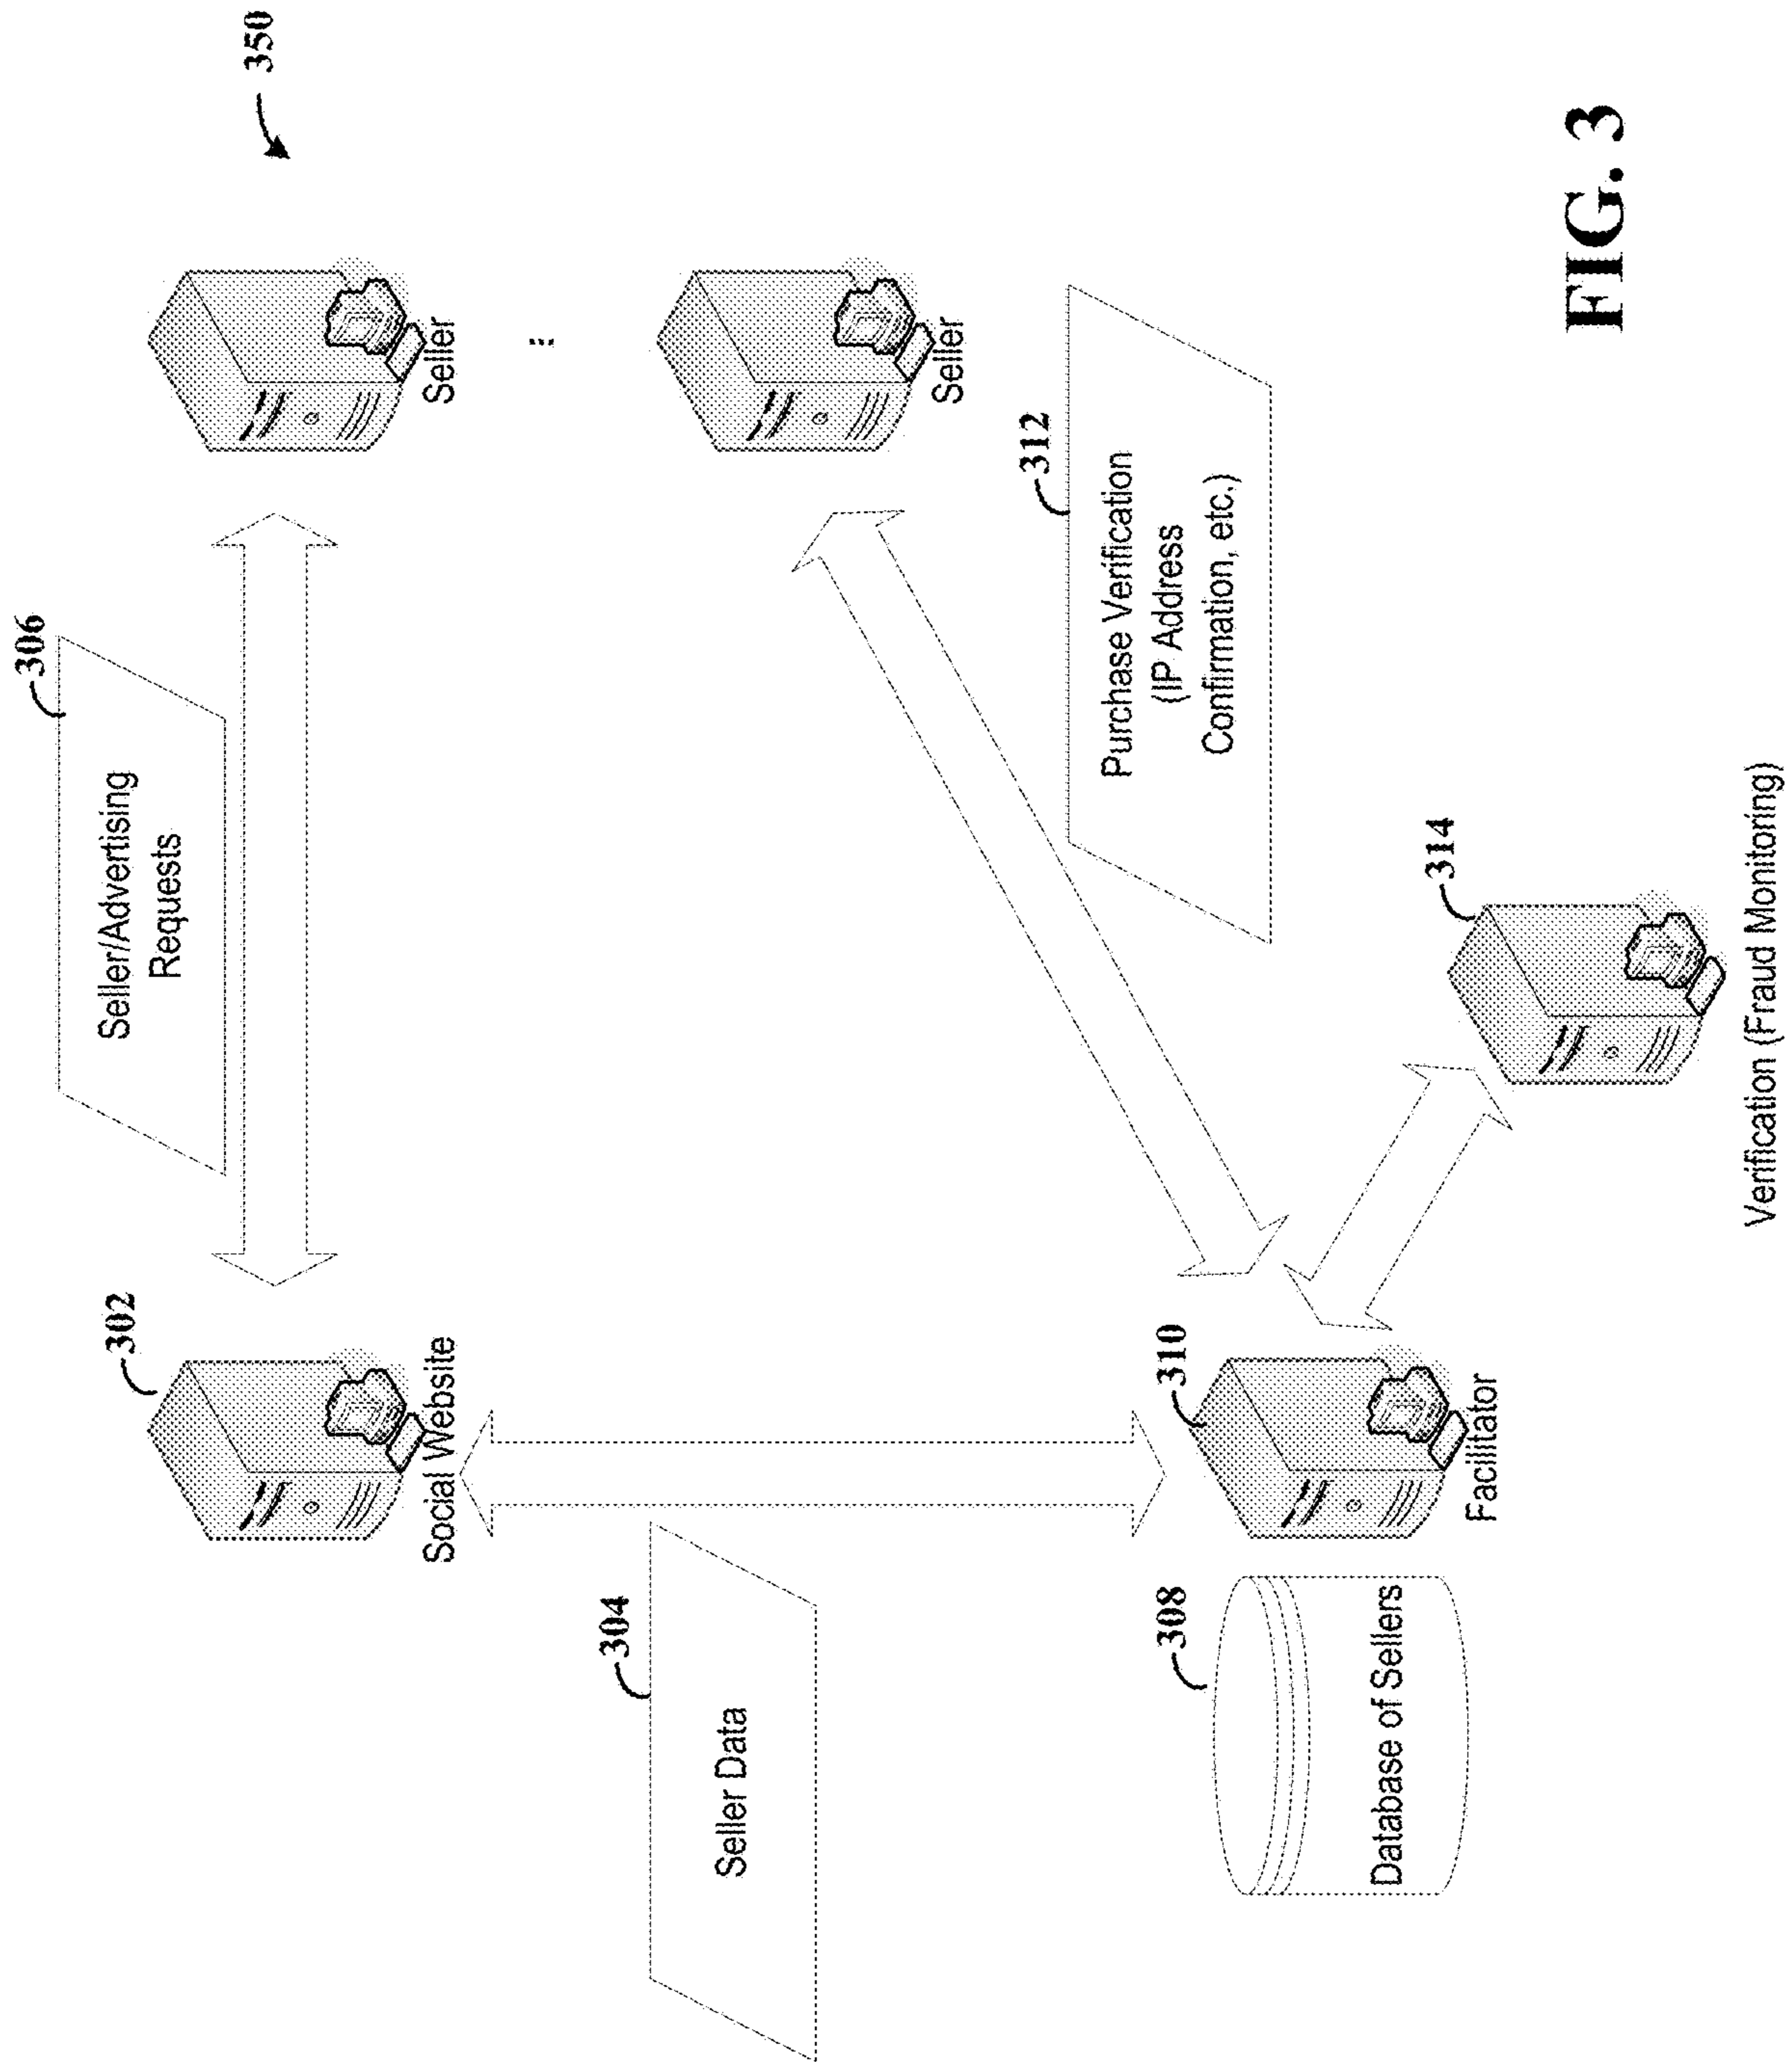 350
306
Seller/Advertising
Requests
302
Social Website
Seller
Seller
304
Seller Data
312
Purchase Verification
(IP Address
Confirmation, etc.)
308
Database of Sellers
310
Facilitator
314
Verification (Fraud Monitoring)
FIG. 3